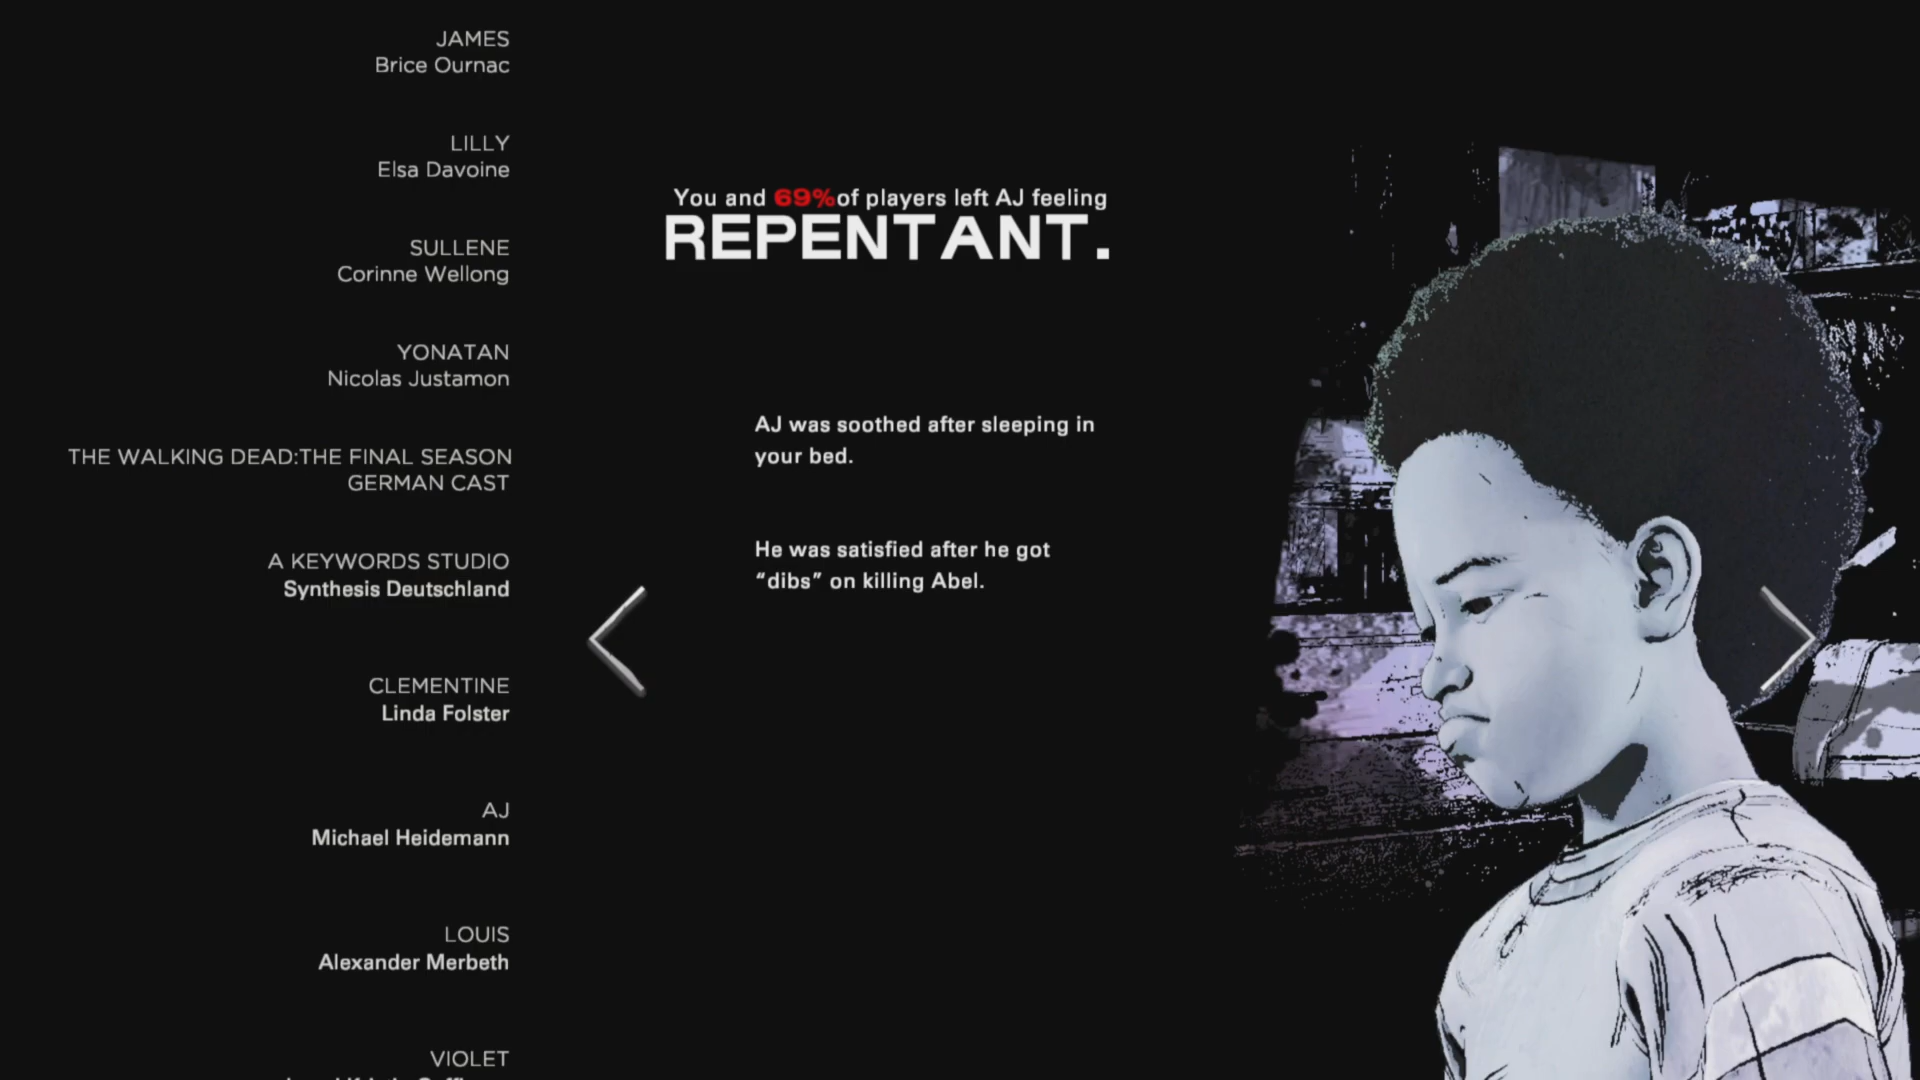 JAMES
Brice Ournac
LILLY
Elsa Davoine
SULLENE
Corinne Wellong
YONATAN
Nicolas Justamon
THE WALKING DEAD:THE FINAL SEASON
GERMAN CAST
A KEYWORDS STUDIO
Synthesis Deutschland
CLEMENTINE
Linda Folster
AJ
Michael Heidemann
LOUIS
Alexander Merbeth
VIOLET
You and 69%of players left AJ feeling
REPENTANT.
AJ was soothed after sleeping in
your bed.
He was satisfied after he got
“dibs” on killing Abel.